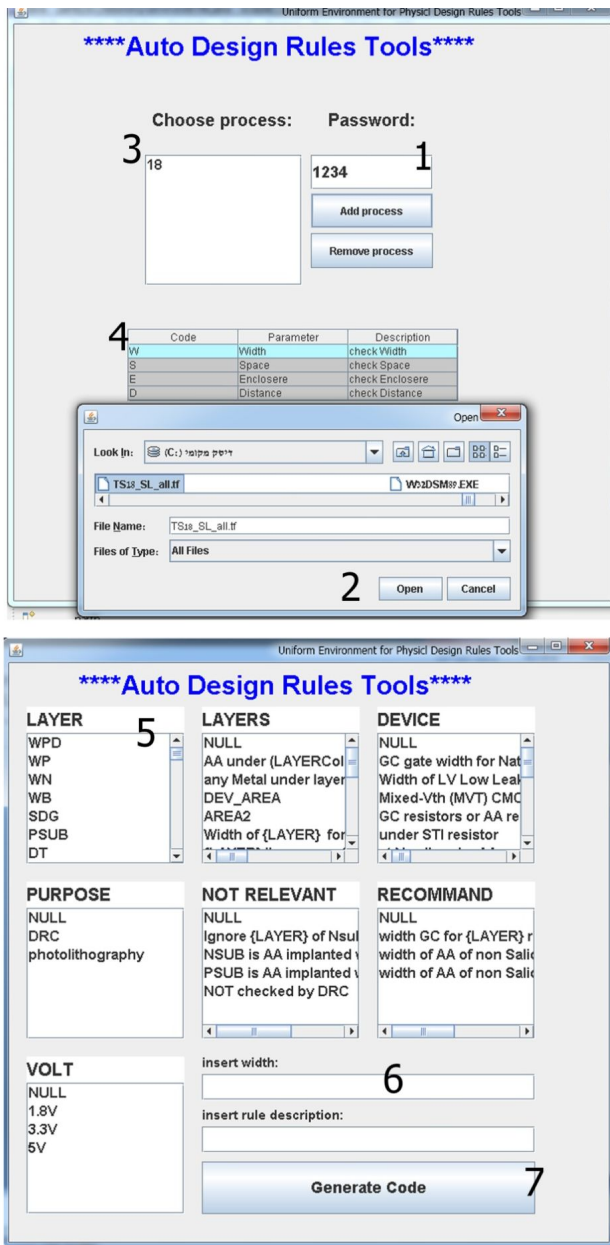 Uniform Environment for Physicl Design Rules Tools
****Auto Design Rules Tools****
Choose process: Password:
3 18 1234 1
Add process
Remove process
4 Code Parameter Description
W Width check Width
S Space check Space
E Enclosere check Enclosere
D Distance check Distance
Open
Look In: דיסק מקומי (C:)
TS18_SL_all.tf W32DSM89.EXE
File Name: TS18_SL_all.tf
Files of Type: All Files
2 Open Cancel
Uniform Environment for Physicl Design Rules Tools
****Auto Design Rules Tools****
LAYER 5
WPD
WP
WN
WB
SDG
PSUB
DT
LAYERS
NULL
AA under (LAYERCol
any Metal under layer
DEV_AREA
AREA2
Width of {LAYER} for
DEVICE
NULL
GC gate width for Nat
Width of LV Low Leak
Mixed-Vth (MVT) CMO
GC resistors or AA re
under STI resistor
PURPOSE
NULL
DRC
photolithography
NOT RELEVANT
NULL
Ignore {LAYER} of Nsul
NSUB is AA implanted
PSUB is AA implanted
NOT checked by DRC
RECOMMAND
NULL
width GC for {LAYER} r
width of AA of non Salic
width of AA of non Salic
VOLT
NULL
1.8V
3.3V
5V
insert width:
6
insert rule description:
Generate Code 7